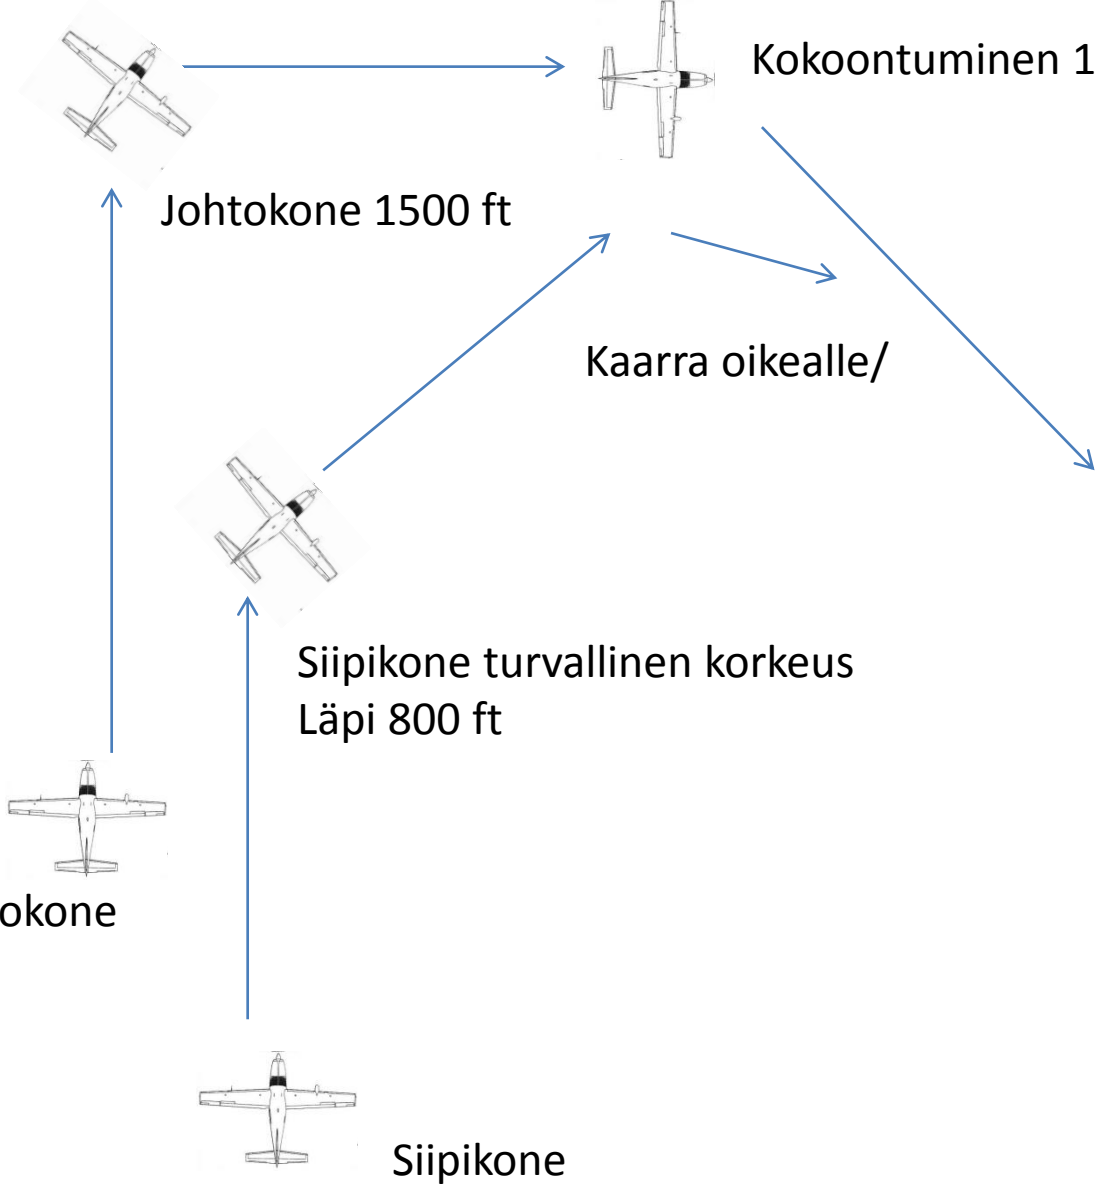 Kokoontuminen 1
Johtokone 1500 ft
Kaarra oikealle/
Siipikone turvallinen korkeus
Läpi 800 ft
okone
Siipikone